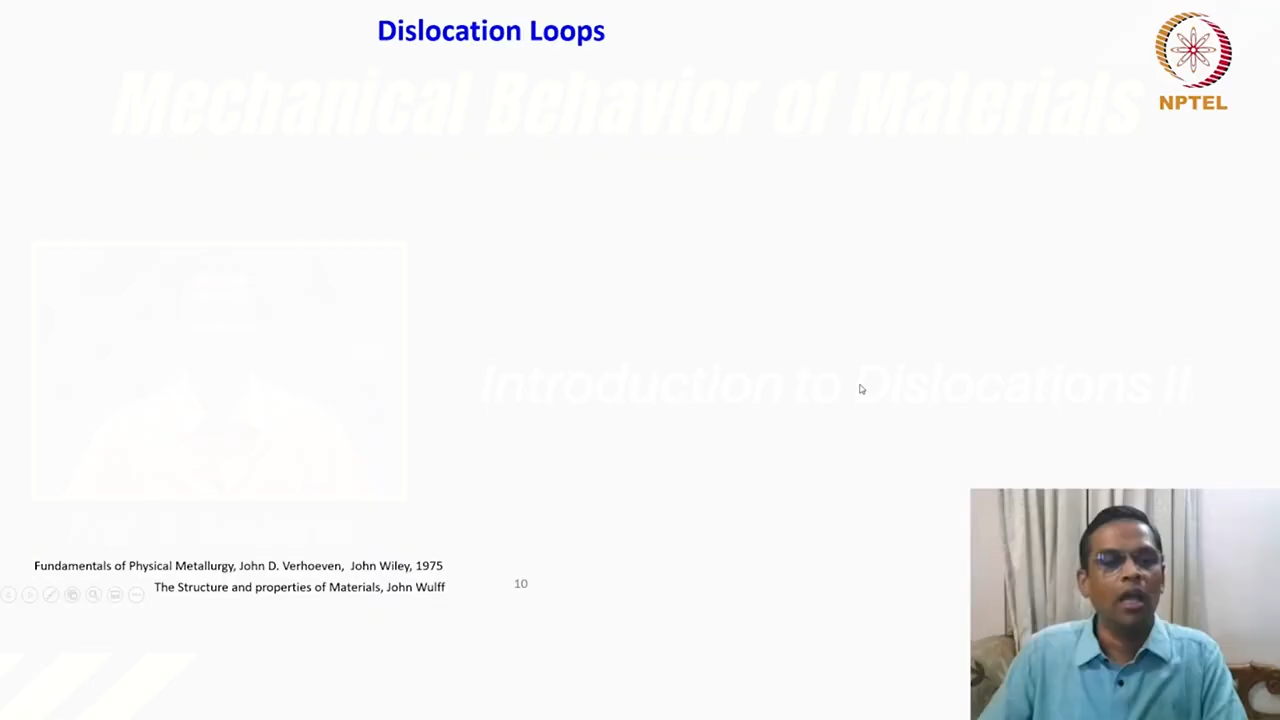 Dislocation Loops
NPTEL
Mechanical Behavior of Materials
Introduction to Dislocations II
Fundamentals of Physical Metallurgy, John D. Verhoeven, John Wiley, 1975
The Structure and properties of Materials, John Wulff
10